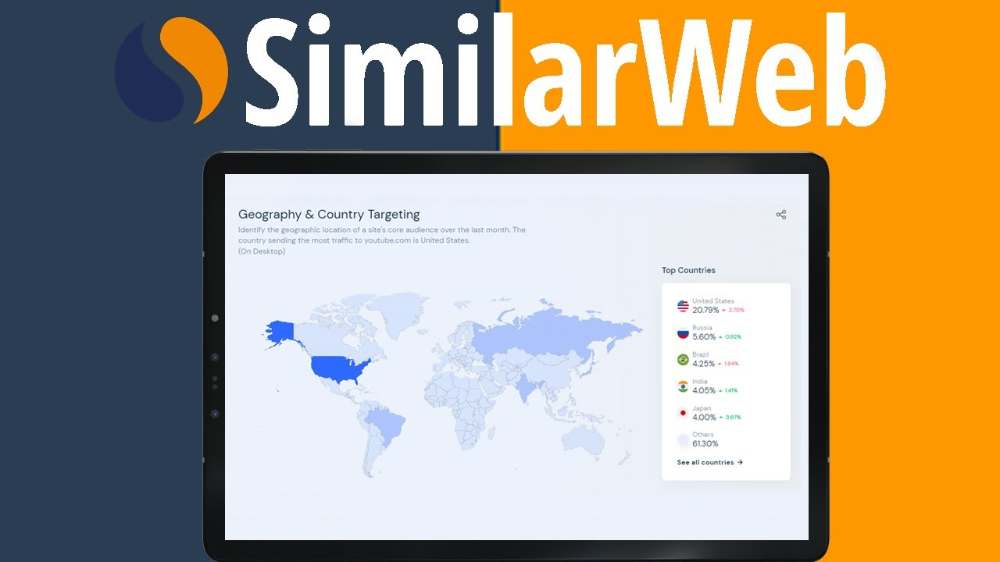 SimilarWeb
Geography & Country Targeting
Identify the geographic location of a site's core audience over the last month. The
country sending the most traffic to youtube.com is United States.
(On Desktop)
Top Countries
United States
20.79% 2.70%
Russia
5.60% 0.92%
Brazil
4.25% 1.84%
India
4.05% 1.41%
Japan
4.00% 3.67%
Others
61.30%
See all countries →